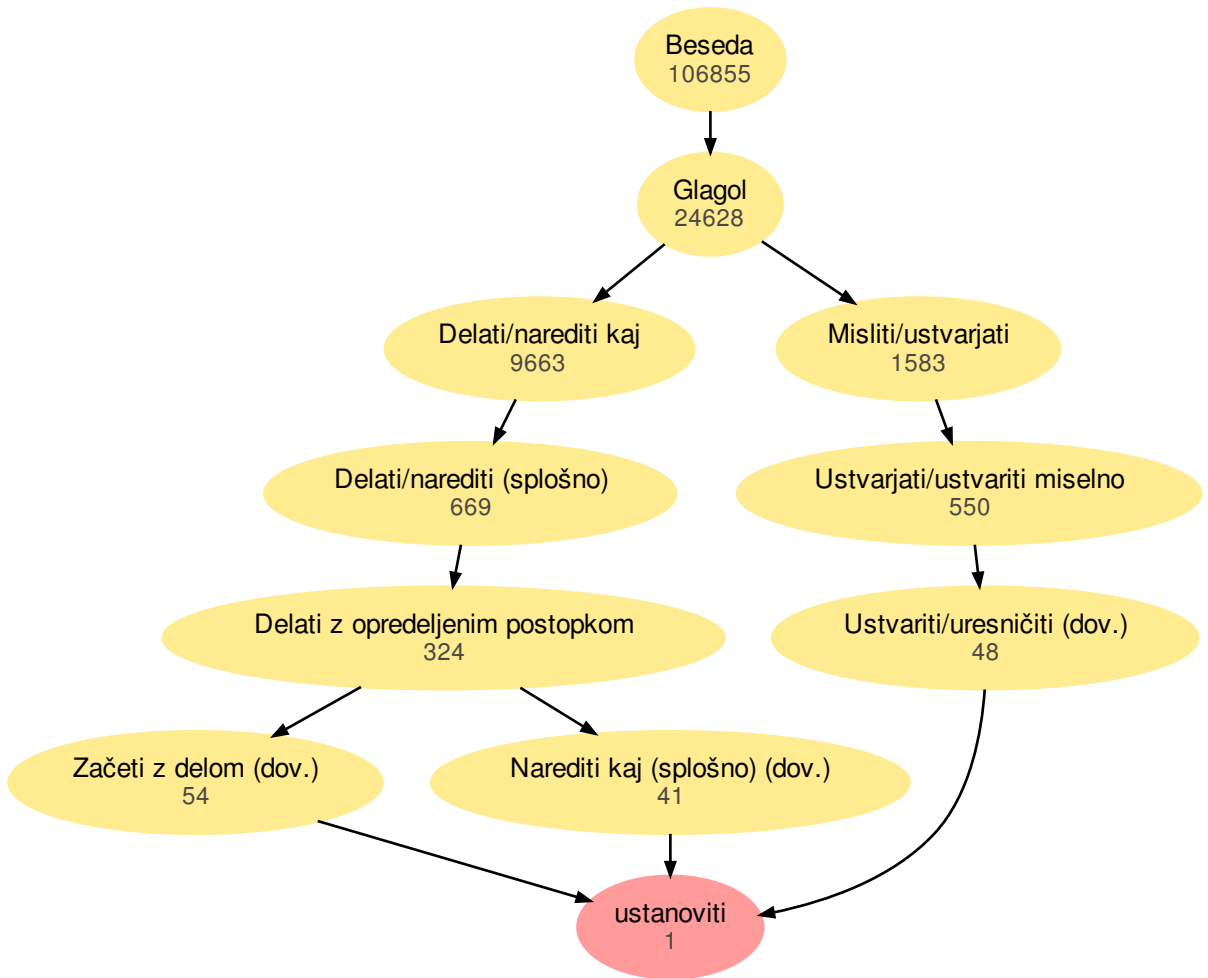 Beseda
106855
Glagol
24628
Delati/narediti kaj
9663
Misliti/ustvarjati
1583
Delati/narediti (splošno)
669
Ustvarjati/ustvariti miselno
550
Delati z opredeljenim postopkom
324
Ustvariti/uresničiti (dov.)
48
Začeti z delom (dov.)
54
Narediti kaj (splošno) (dov.)
41
ustanoviti
1